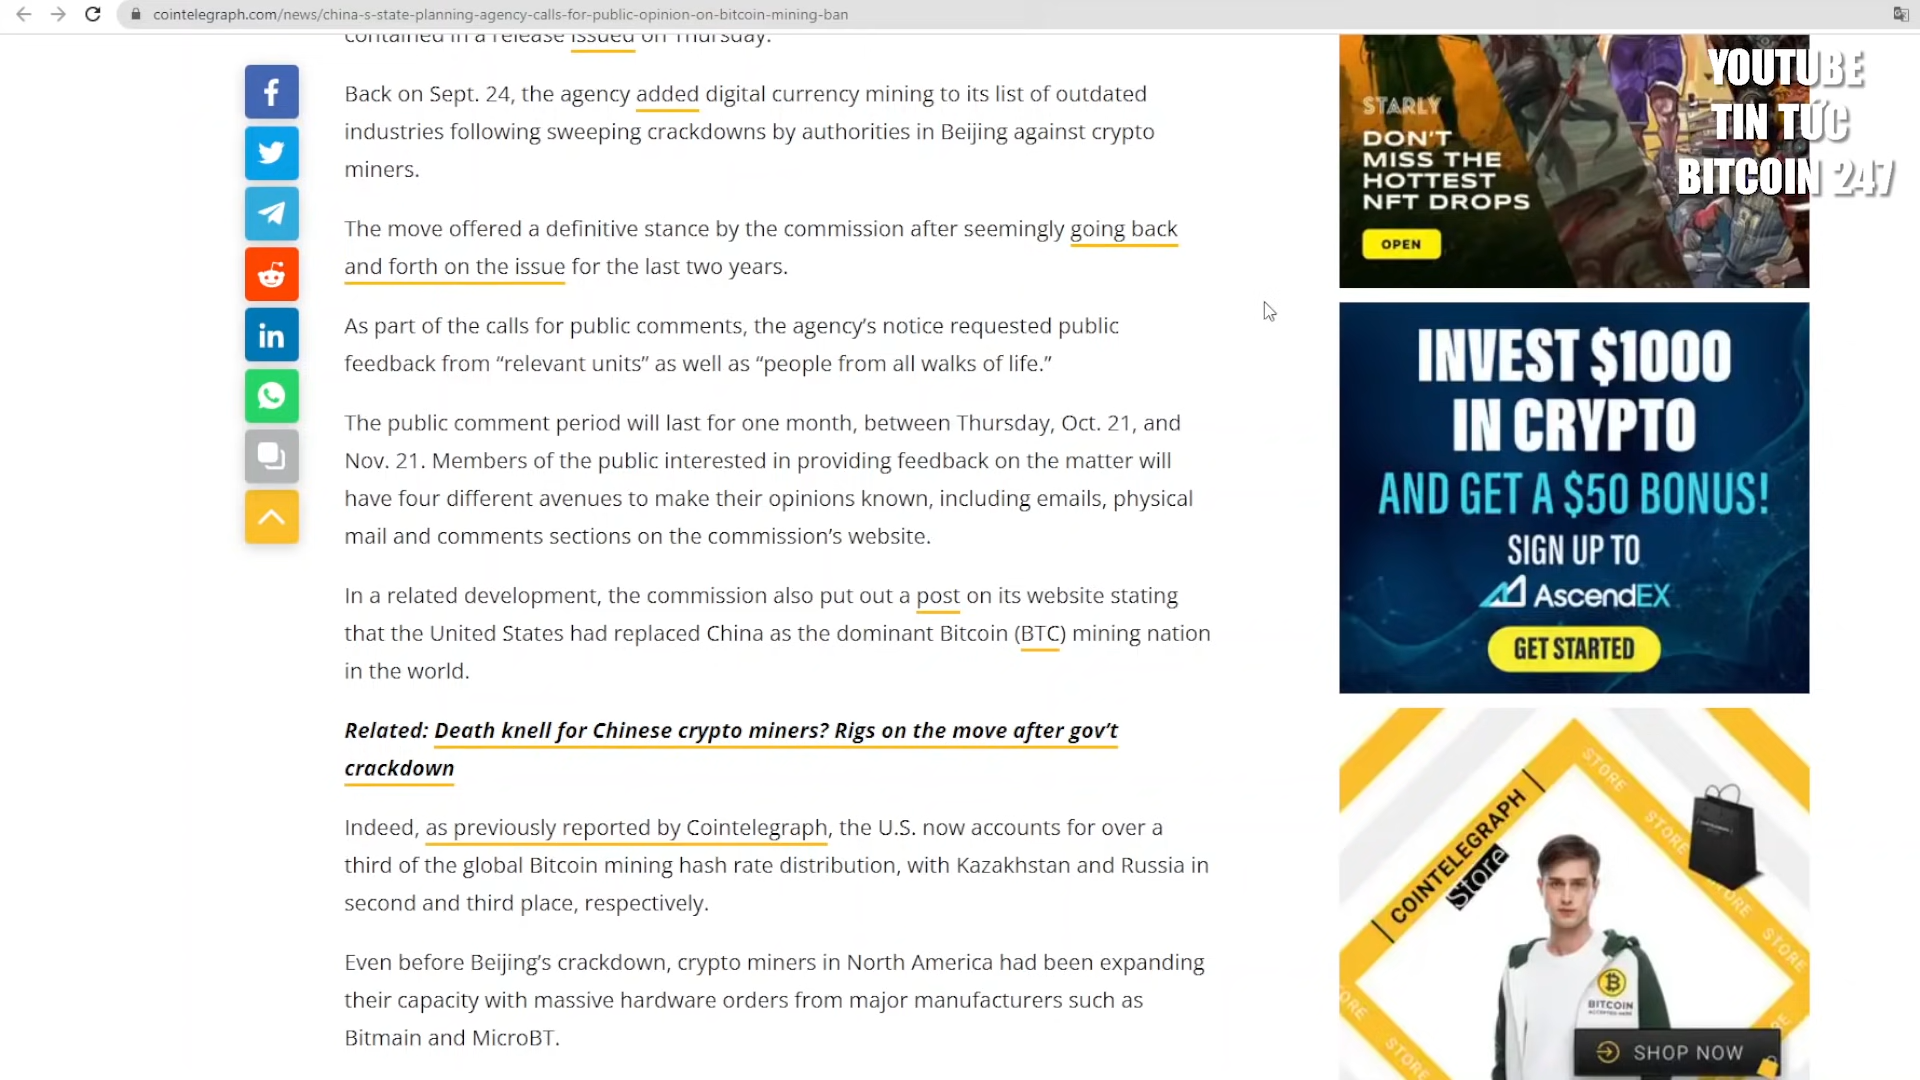 cointelegraph.com/news/china-s-state-planning-agency-calls-for-public-opinion-on-bitcoin-mining-ban
contained in a release issued on Thursday.
Back on Sept. 24, the agency added digital currency mining to its list of outdated
industries following sweeping crackdowns by authorities in Beijing against crypto
miners.
The move offered a definitive stance by the commission after seemingly going back
and forth on the issue for the last two years.
As part of the calls for public comments, the agency’s notice requested public
feedback from “relevant units” as well as “people from all walks of life.”
The public comment period will last for one month, between Thursday, Oct. 21, and
Nov. 21. Members of the public interested in providing feedback on the matter will
have four different avenues to make their opinions known, including emails, physical
mail and comments sections on the commission’s website.
In a related development, the commission also put out a post on its website stating
that the United States had replaced China as the dominant Bitcoin (BTC) mining nation
in the world.
Related: Death knell for Chinese crypto miners? Rigs on the move after gov’t
crackdown
Indeed, as previously reported by Cointelegraph, the U.S. now accounts for over a
third of the global Bitcoin mining hash rate distribution, with Kazakhstan and Russia in
second and third place, respectively.
Even before Beijing’s crackdown, crypto miners in North America had been expanding
their capacity with massive hardware orders from major manufacturers such as
Bitmain and MicroBT.
YOUTUBE
TIN TỨC
BITCOIN 247
STARLY
DON'T
MISS THE
HOTTEST
NFT DROPS
OPEN
INVEST $1000
IN CRYPTO
AND GET A $50 BONUS!
SIGN UP TO
AscendEX
GET STARTED
COINTELEGRAPH
Store
STORE
STORE
STORE
STORE
STORE
STORE
BITCOIN
SHOP NOW